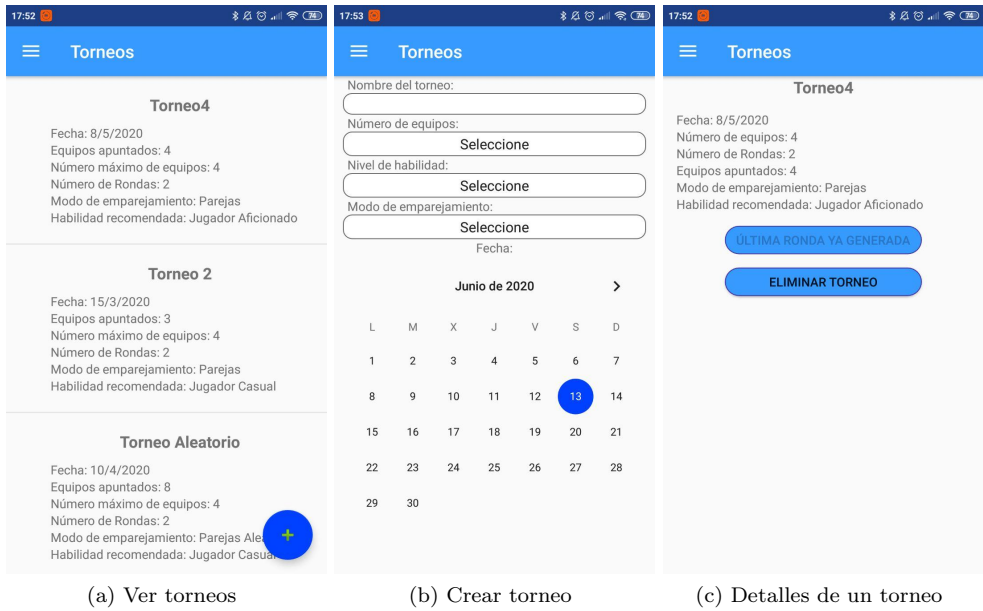 17:52
74
Torneos
Torneo4
Fecha: 8/5/2020
Equipos apuntados: 4
Número máximo de equipos: 4
Número de Rondas: 2
Modo de emparejamiento: Parejas
Habilidad recomendada: Jugador Aficionado
Torneo 2
Fecha: 15/3/2020
Equipos apuntados: 3
Número máximo de equipos: 4
Número de Rondas: 2
Modo de emparejamiento: Parejas
Habilidad recomendada: Jugador Casual
Torneo Aleatorio
Fecha: 10/4/2020
Equipos apuntados: 8
Número máximo de equipos: 4
Número de Rondas: 2
Modo de emparejamiento: Parejas Ale
Habilidad recomendada: Jugador Casual
+
(a) Ver torneos
17:53
74
Torneos
Nombre del torneo:
Número de equipos:
Seleccione
Nivel de habilidad:
Seleccione
Modo de emparejamiento:
Seleccione
Fecha:
Junio de 2020 >
L M X J V S D
1 2 3 4 5 6 7
8 9 10 11 12 13 14
15 16 17 18 19 20 21
22 23 24 25 26 27 28
29 30
(b) Crear torneo
17:52
74
Torneos
Torneo4
Fecha: 8/5/2020
Número de equipos: 4
Número de Rondas: 2
Equipos apuntados: 4
Modo de emparejamiento: Parejas
Habilidad recomendada: Jugador Aficionado
ÚLTIMA RONDA YA GENERADA
ELIMINAR TORNEO
(c) Detalles de un torneo